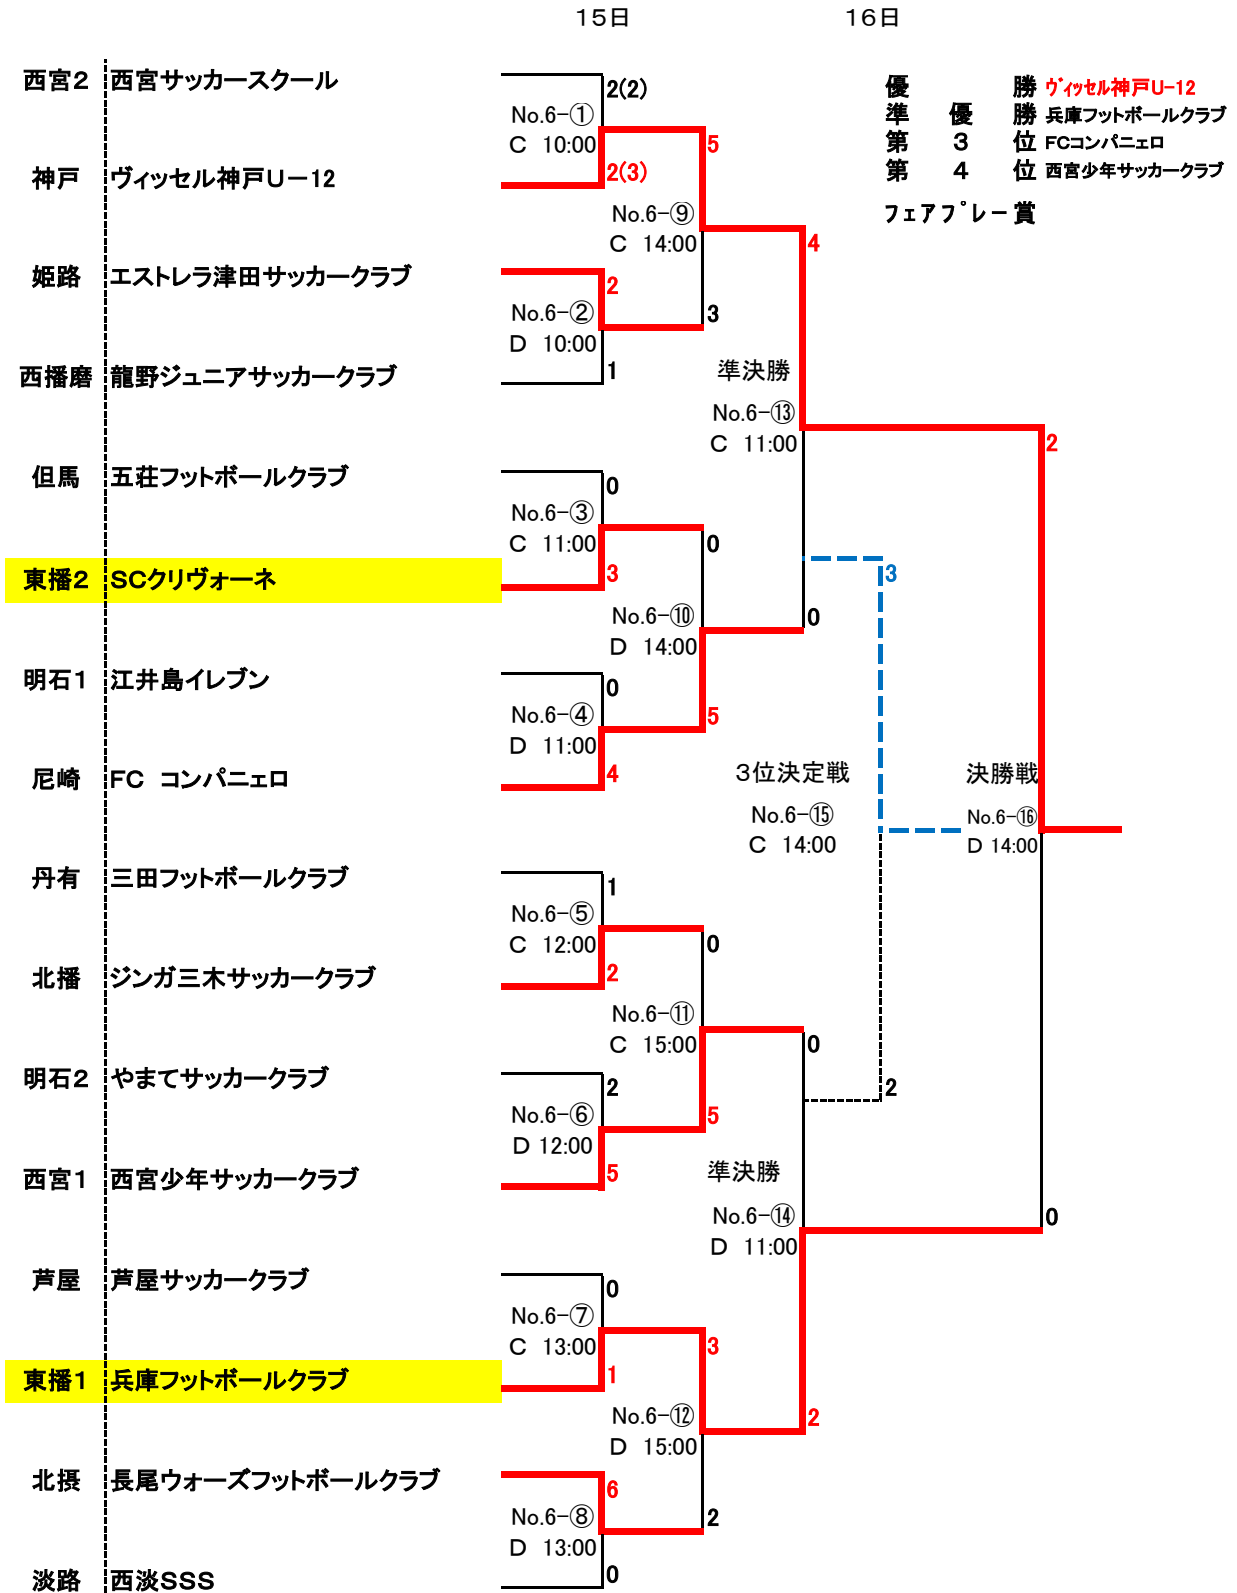 15日 16日
西宮2 西宮サッカースクール
2(2)
No.6-①
C 10:00
神戸 ヴィッセル神戸U-12
2(3)
5
優勝 ヴィッセル神戸U-12
準優勝 兵庫フットボールクラブ
第3位 FCコンパニェロ
第4位 西宮少年サッカークラブ
フェアプレー賞
No.6-⑨
C 14:00
4
姫路 エストレラ津田サッカークラブ
2
No.6-②
D 10:00
3
西播磨 龍野ジュニアサッカークラブ
1
準決勝
No.6-⑬
C 11:00
2
但馬 五荘フットボールクラブ
0
No.6-③
C 11:00
0
東播2 SCクリヴォーネ
3
3
No.6-⑩
D 14:00
0
明石1 江井島イレブン
0
No.6-④
D 11:00
5
尼崎 FC コンパニェロ
4
3位決定戦
No.6-⑮
C 14:00
決勝戦
No.6-⑯
D 14:00
丹有 三田フットボールクラブ
1
No.6-⑤
C 12:00
0
北播 ジンガ三木サッカークラブ
2
No.6-⑪
C 15:00
0
明石2 やまてサッカークラブ
2
No.6-⑥
D 12:00
5
2
西宮1 西宮少年サッカークラブ
5
準決勝
No.6-⑭
D 11:00
0
芦屋 芦屋サッカークラブ
0
No.6-⑦
C 13:00
3
東播1 兵庫フットボールクラブ
1
No.6-⑫
D 15:00
2
北摂 長尾ウォーズフットボールクラブ
6
No.6-⑧
D 13:00
2
淡路 西淡SSS
0